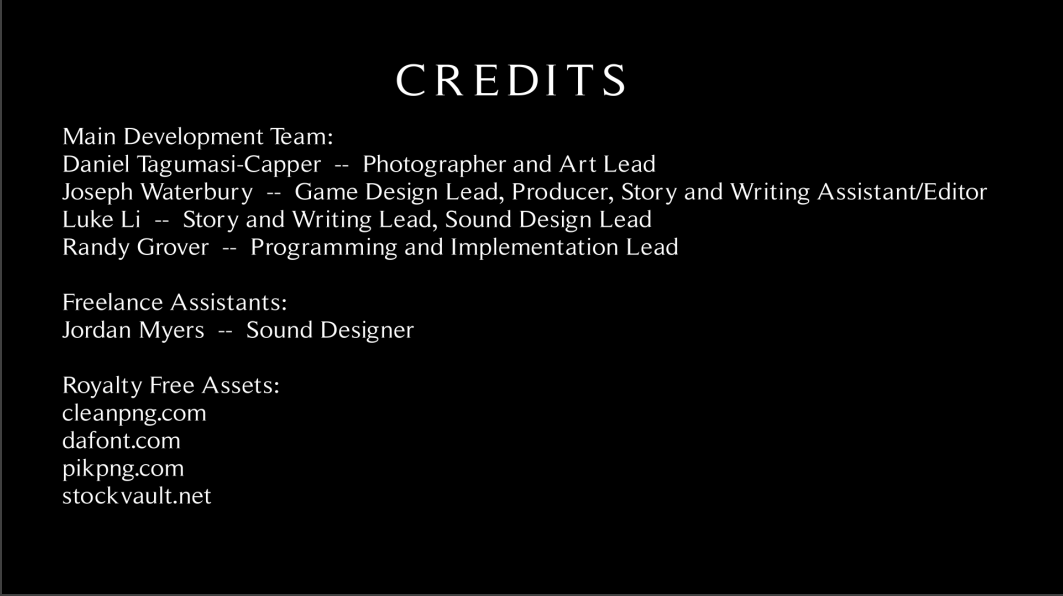 CREDITS
Main Development Team:
Daniel Tagumasi-Capper -- Photographer and Art Lead
Joseph Waterbury -- Game Design Lead, Producer, Story and Writing Assistant/Editor
Luke Li -- Story and Writing Lead, Sound Design Lead
Randy Grover -- Programming and Implementation Lead
Freelance Assistants:
Jordan Myers -- Sound Designer
Royalty Free Assets:
cleanpng.com
dafont.com
pikpng.com
stockvault.net